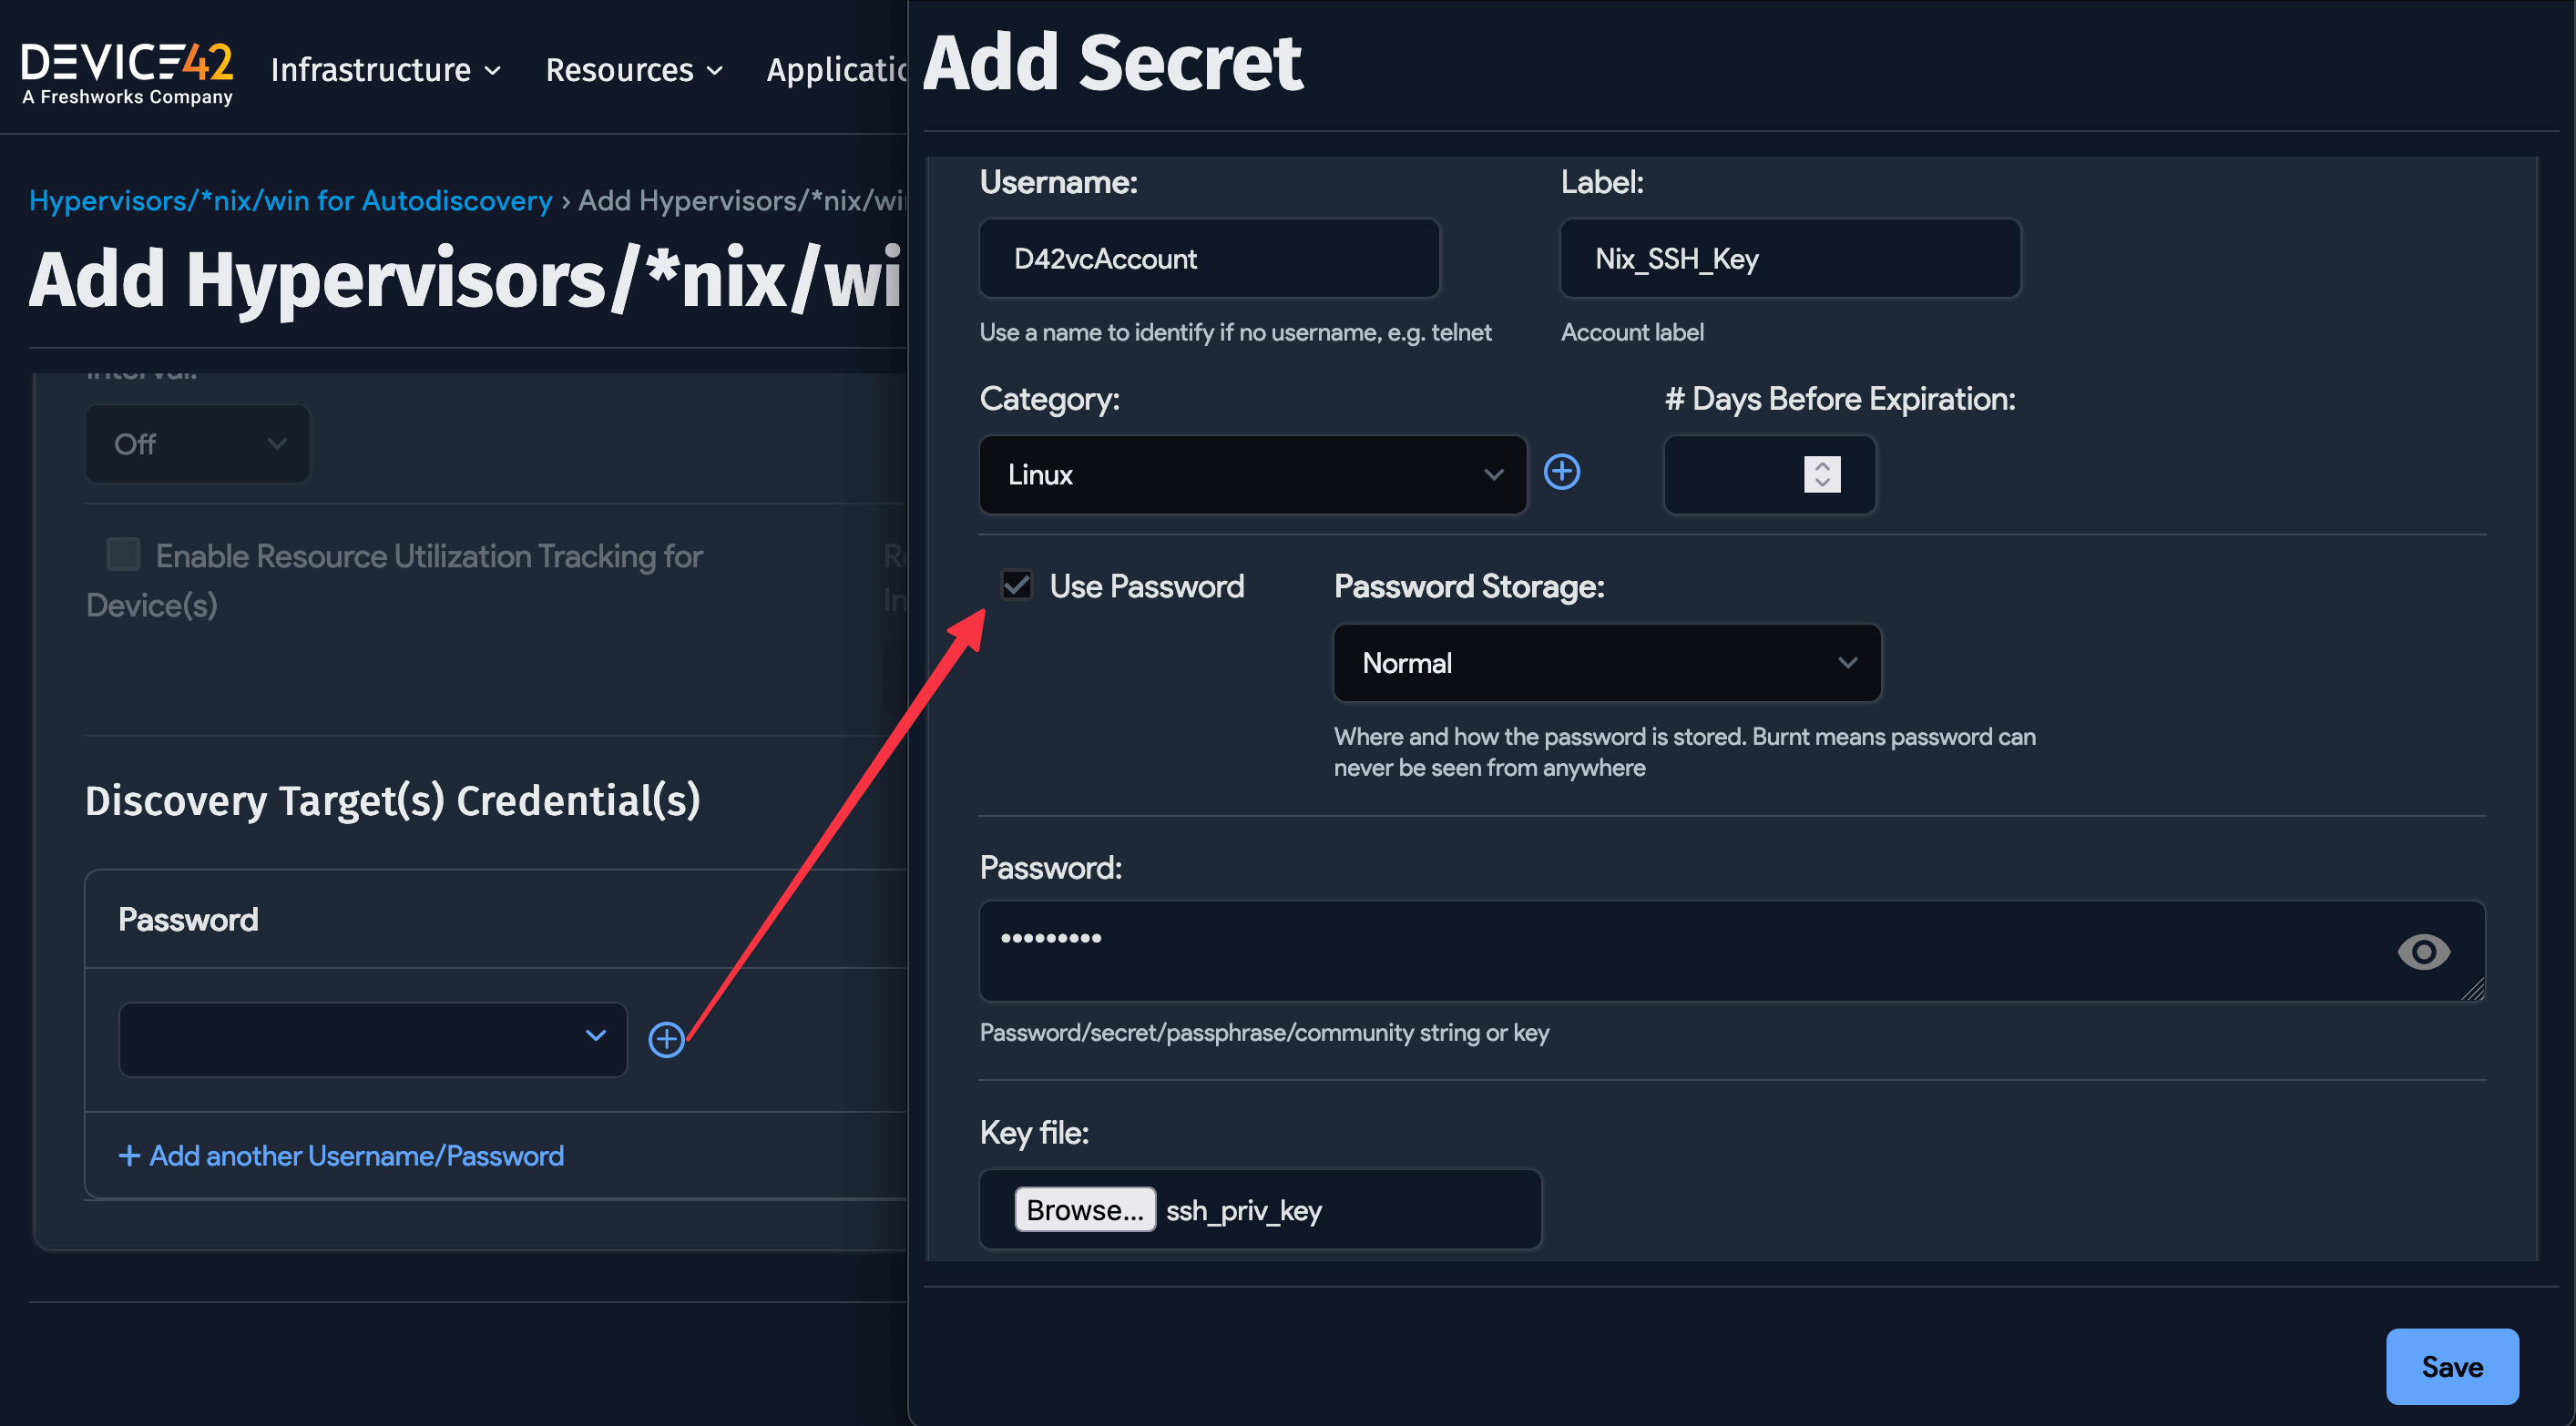 DEVICE42
A Freshworks Company
Infrastructure
Resources
Hypervisors/*nix/win for Autodiscovery › Add Hypervisors/*nix/
Add Hypervisors/*nix/
Interval:
Off
Enable Resource Utilization Tracking for
Device(s)
Discovery Target(s) Credential(s)
Password
+ Add another Username/Password
Add Secret
Username:
Label:
D42vcAccount
Nix_SSH_Key
Use a name to identify if no username, e.g. telnet
Account label
Category:
# Days Before Expiration:
Linux
Use Password
Password Storage:
Normal
Where and how the password is stored. Burnt means password can
never be seen from anywhere
Password:
•••••••••
Password/secret/passphrase/community string or key
Key file:
Browse... ssh_priv_key
Save